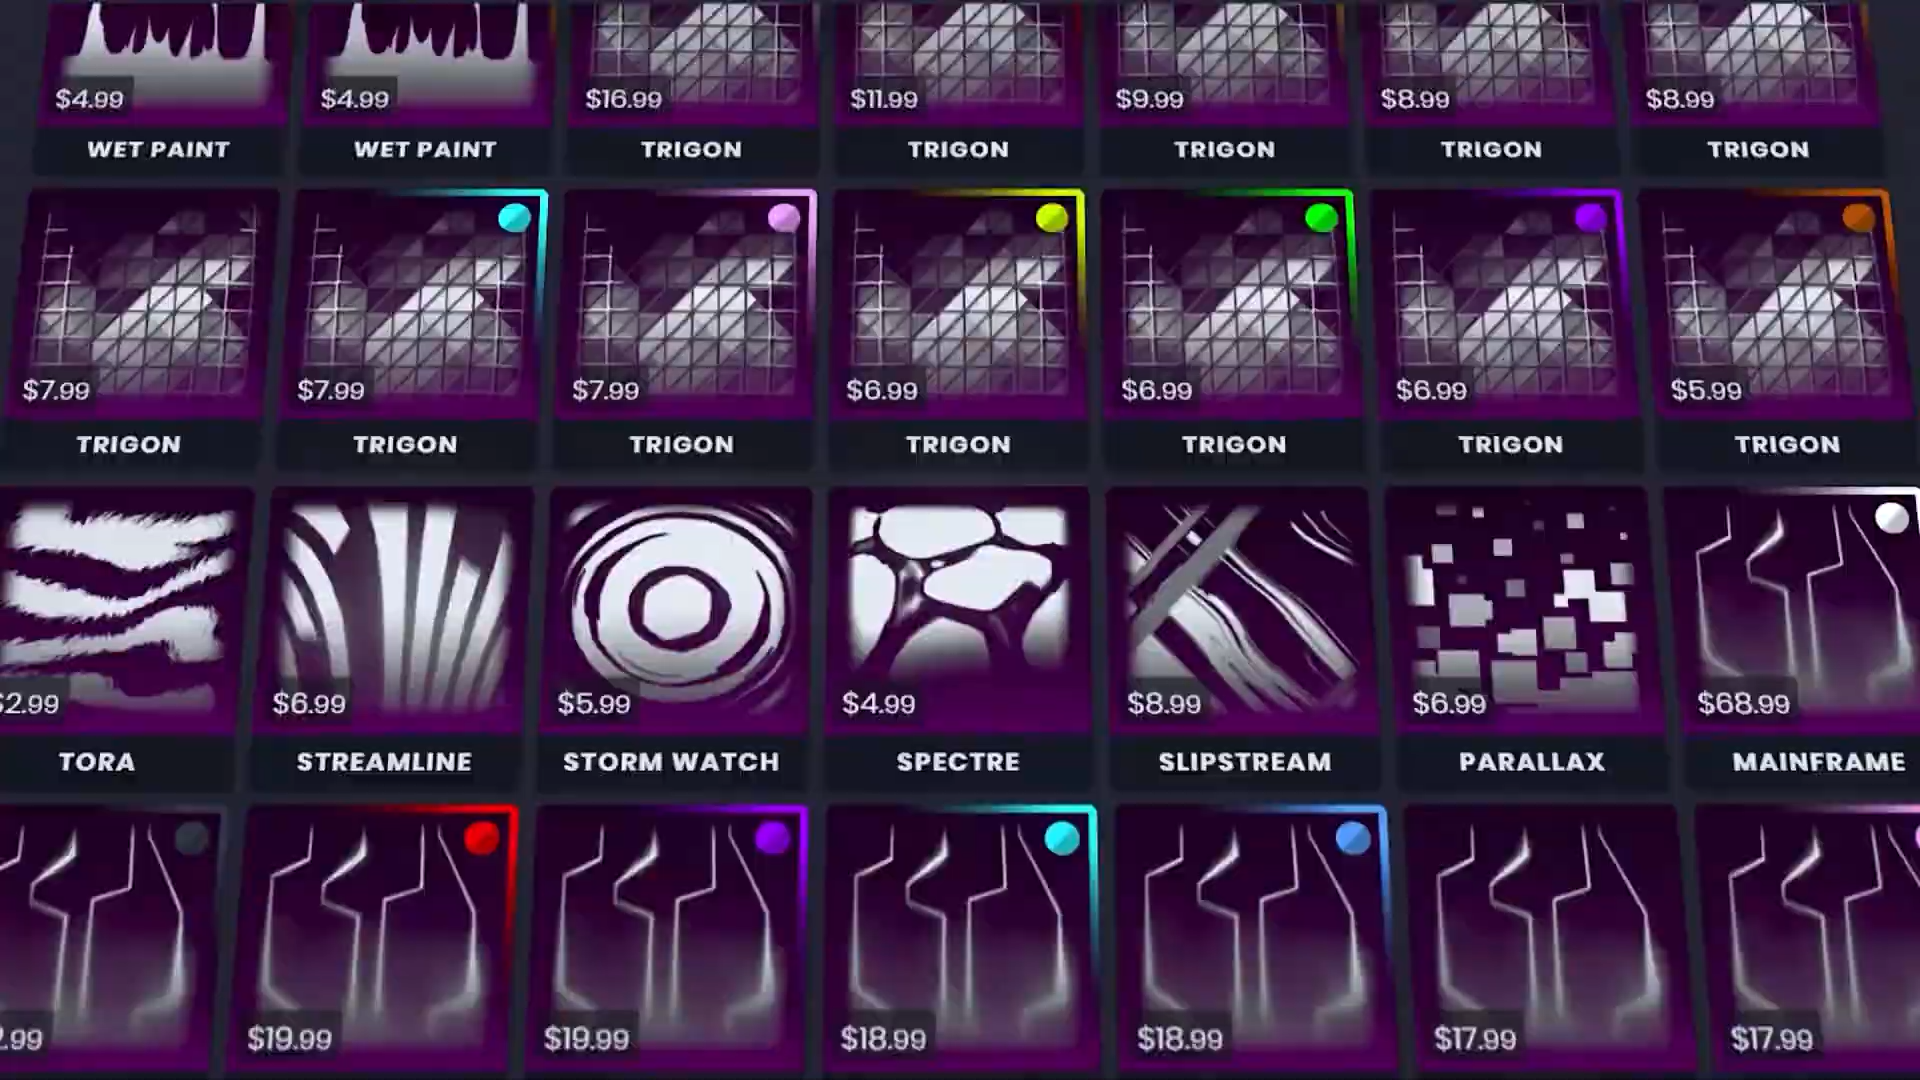 $4.99 $4.99 $16.99 $11.99 $9.99 $8.99 $8.99
WET PAINT WET PAINT TRIGON TRIGON TRIGON TRIGON TRIGON
$7.99 $7.99 $7.99 $6.99 $6.99 $6.99 $5.99
TRIGON TRIGON TRIGON TRIGON TRIGON TRIGON TRIGON
$2.99 $6.99 $5.99 $4.99 $8.99 $6.99 $68.99
TORA STREAMLINE STORM WATCH SPECTRE SLIPSTREAM PARALLAX MAINFRAME
2.99 $19.99 $19.99 $18.99 $18.99 $17.99 $17.99